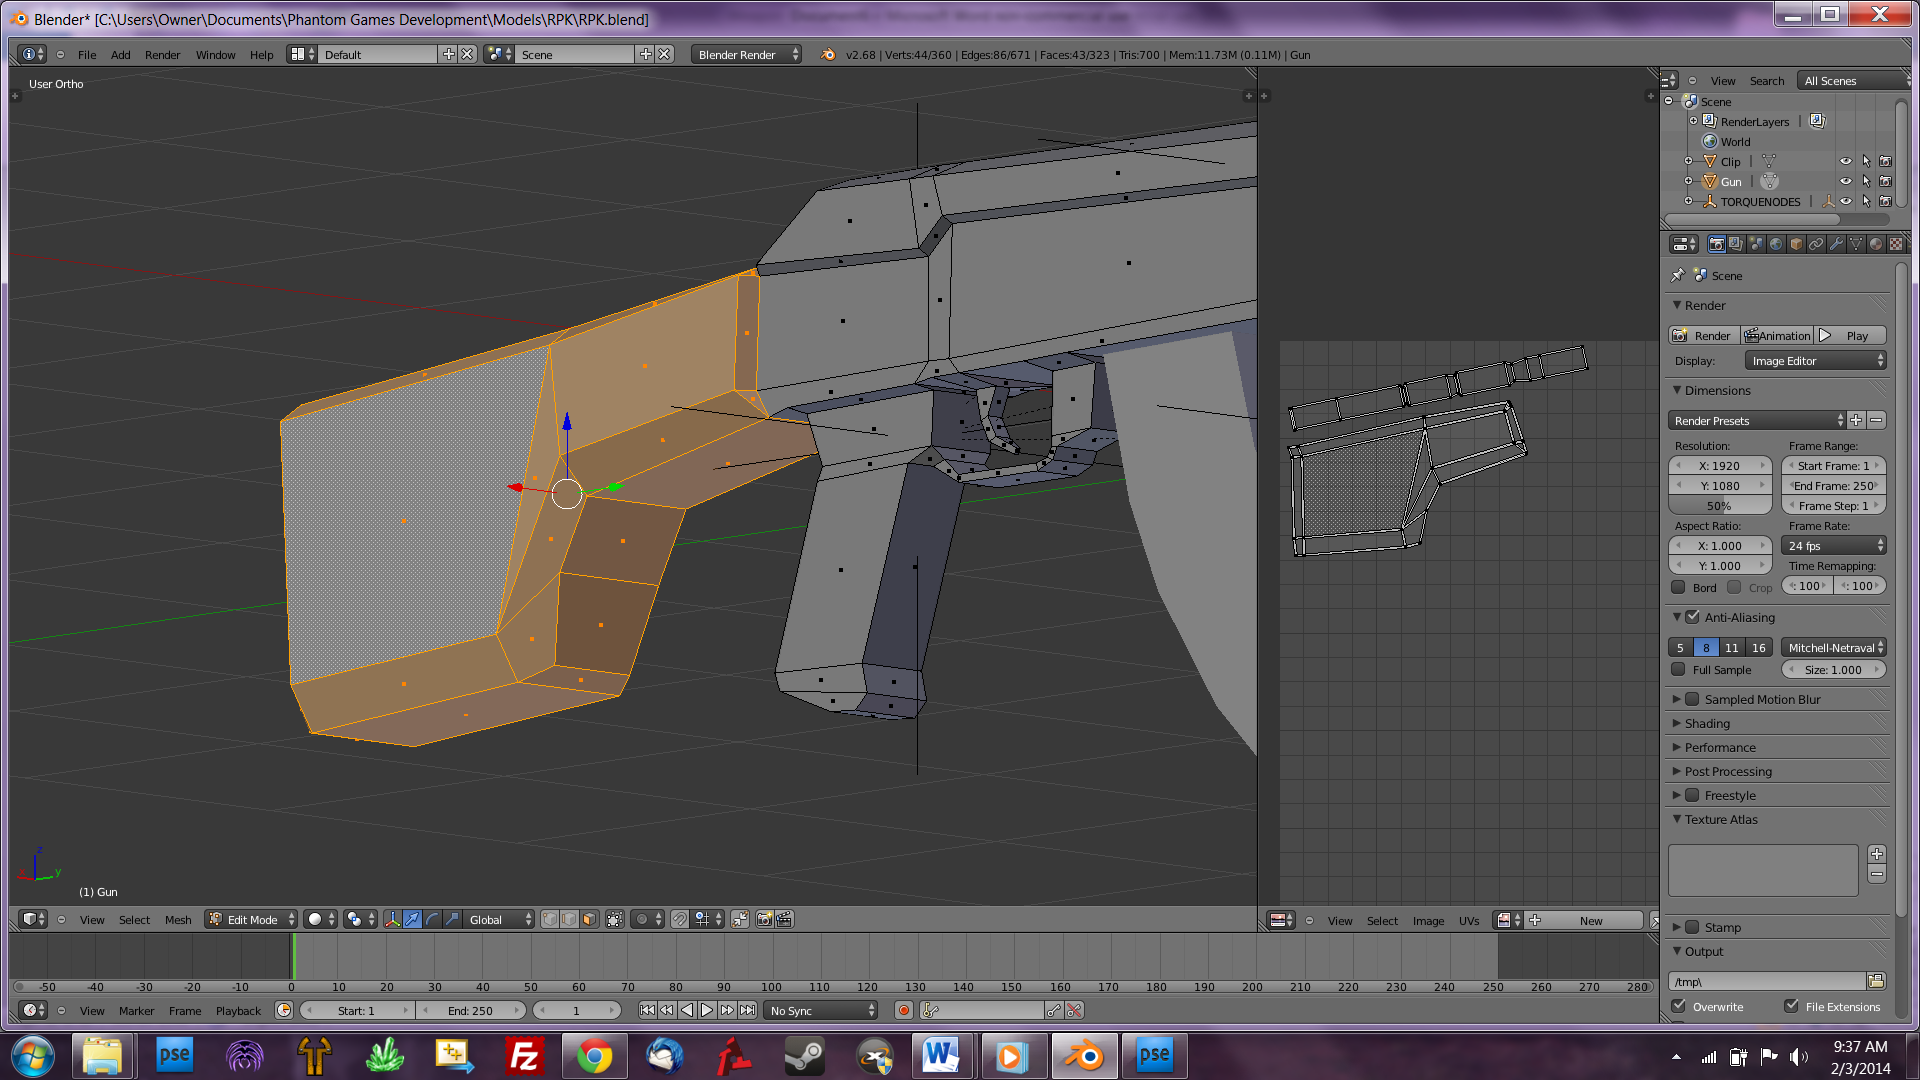 Blender* [C:\Users\Owner\Documents\Phantom Games Development\Models\RPK\RPK.blend]
File Add Render Window Help Default Scene Blender Render v2.68 | Verts:44/360 | Edges:86/671 | Faces:43/323 | Tris:700 | Mem:11.73M (0.11M) | Gun
User Ortho
View Search All Scenes
Scene
RenderLayers |
World
Clip |
Gun |
TORQUENODES |
Scene
Render
Render Animation Play
Display: Image Editor
Dimensions
Render Presets
Resolution: Frame Range:
X: 1920 Start Frame: 1
Y: 1080 End Frame: 250
50% Frame Step: 1
Aspect Ratio: Frame Rate:
X: 1.000 24 fps
Y: 1.000 Time Remapping:
Bord Crop : 100 : 100
Anti-Aliasing
5 8 11 16 Mitchell-Netraval
Full Sample Size: 1.000
Sampled Motion Blur
Shading
Performance
Post Processing
Freestyle
Texture Atlas
Stamp
Output
/tmp\
Overwrite File Extensions
z
y
(1) Gun
View Select Mesh Edit Mode Global
View Select Image UVs New
-50 -40 -30 -20 -10 0 10 20 30 40 50 60 70 80 90 100 110 120 130 140 150 160 170 180 190 200 210 220 230 240 250 260 270 280
View Marker Frame Playback Start: 1 End: 250 1 No Sync
pse
Fz
W
pse
9:37 AM
2/3/2014